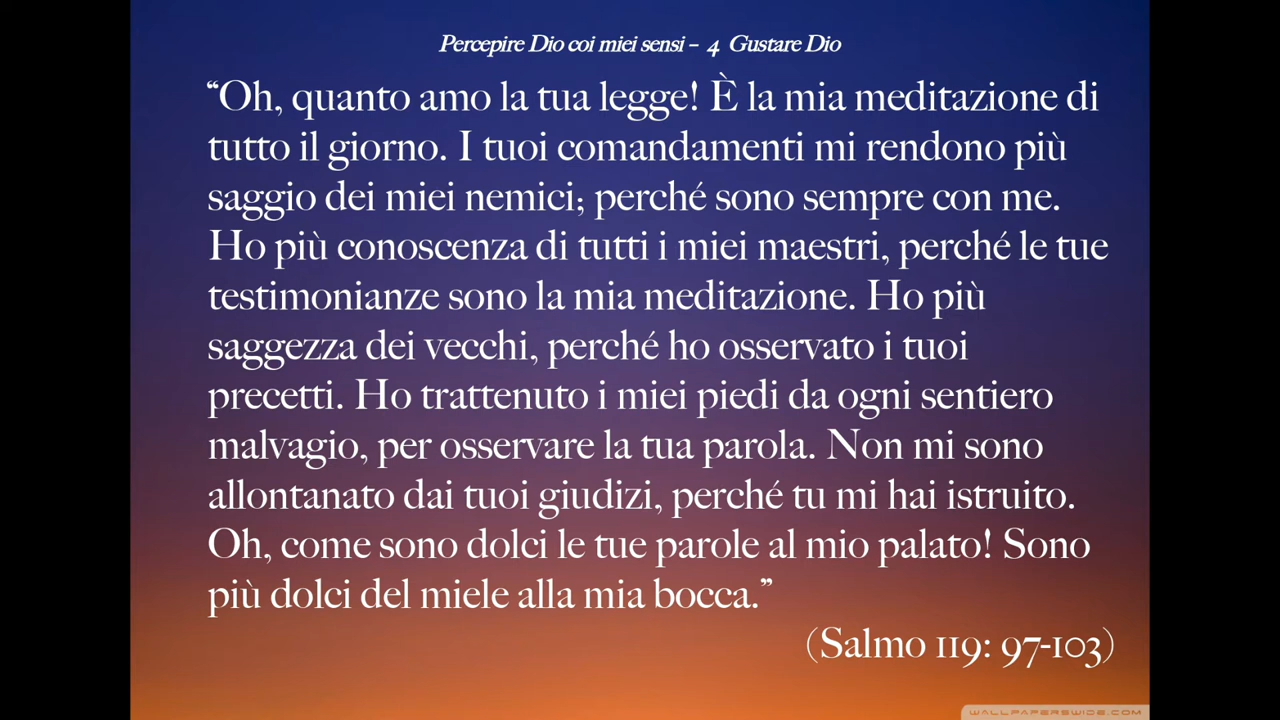 Percepire Dio coi miei sensi – 4 Gustare Dio
“Oh, quanto amo la tua legge! È la mia meditazione di
tutto il giorno. I tuoi comandamenti mi rendono più
saggio dei miei nemici; perché sono sempre con me.
Ho più conoscenza di tutti i miei maestri, perché le tue
testimonianze sono la mia meditazione. Ho più
saggezza dei vecchi, perché ho osservato i tuoi
precetti. Ho trattenuto i miei piedi da ogni sentiero
malvagio, per osservare la tua parola. Non mi sono
allontanato dai tuoi giudizi, perché tu mi hai istruito.
Oh, come sono dolci le tue parole al mio palato! Sono
più dolci del miele alla mia bocca.”
(Salmo 119: 97-103)
WALLPAPERSWIDE.COM